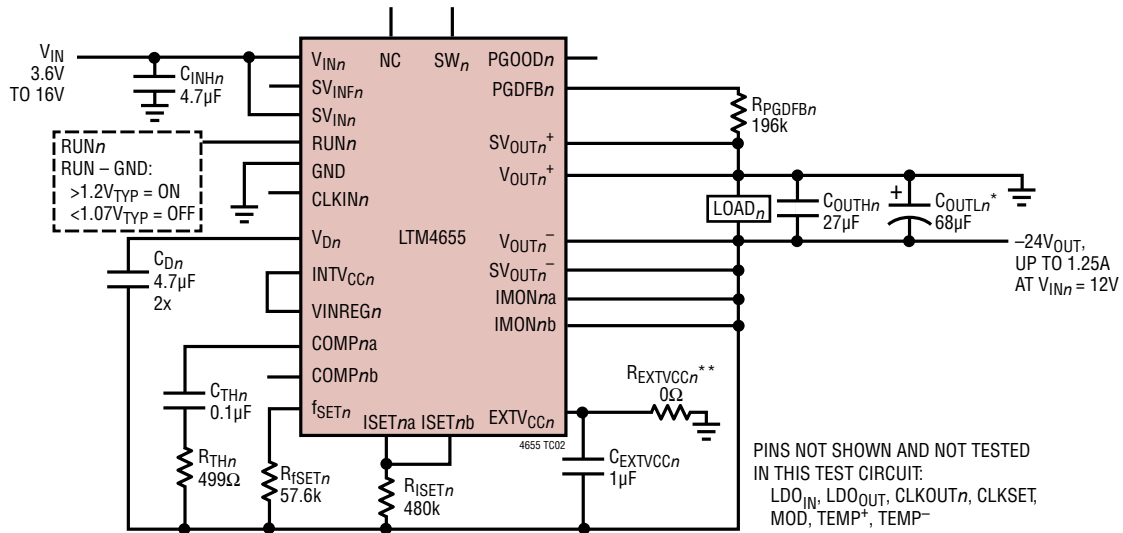 V_IN
3.6V
TO 16V
C_INHn
4.7µF
RUNn
RUN – GND:
>1.2V_TYP = ON
<1.07V_TYP = OFF
C_Dn
4.7µF
2x
C_THn
0.1µF
R_THn
499Ω
R_fSETn
57.6k
R_ISETn
480k
V_INn
SV_INFn
SV_INn
RUNn
GND
CLKINn
V_Dn
INTV_CCn
VINREGn
COMPna
COMPnb
f_SETn
NC
SW_n
LTM4655
ISETna
ISETnb
PGOODn
PGDFBn
SV_OUTn⁺
V_OUTn⁺
V_OUTn⁻
SV_OUTn⁻
IMONna
IMONnb
EXTV_CCn
4655 TC02
R_PGDFBn
196k
LOAD_n
C_OUTHn
27µF
+
C_OUTLn*
68µF
–24V_OUT,
UP TO 1.25A
AT V_INn = 12V
R_EXTVCCn**
0Ω
C_EXTVCCn
1µF
PINS NOT SHOWN AND NOT TESTED
IN THIS TEST CIRCUIT:
LDO_IN, LDO_OUT, CLKOUTn, CLKSET,
MOD, TEMP⁺, TEMP⁻